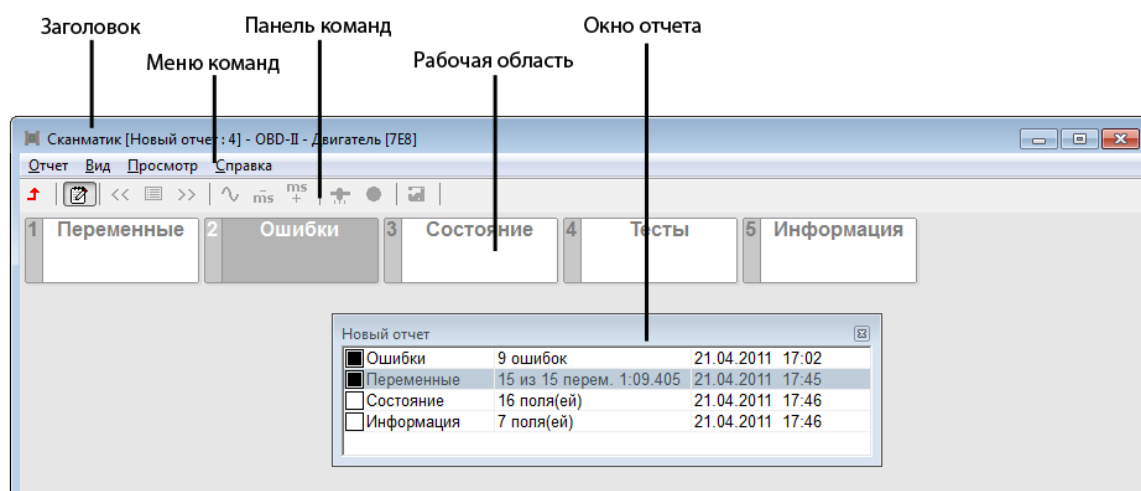 Заголовок Панель команд Окно отчета
Меню команд Рабочая область
Сканматик [Новый отчет : 4] - OBD-II - Двигатель [7E8]
Отчет Вид Просмотр Справка
<< >> ms ms +
1 Переменные 2 Ошибки 3 Состояние 4 Тесты 5 Информация
Новый отчет
Ошибки 9 ошибок 21.04.2011 17:02
Переменные 15 из 15 перем. 1:09.405 21.04.2011 17:45
Состояние 16 поля(ей) 21.04.2011 17:46
Информация 7 поля(ей) 21.04.2011 17:46